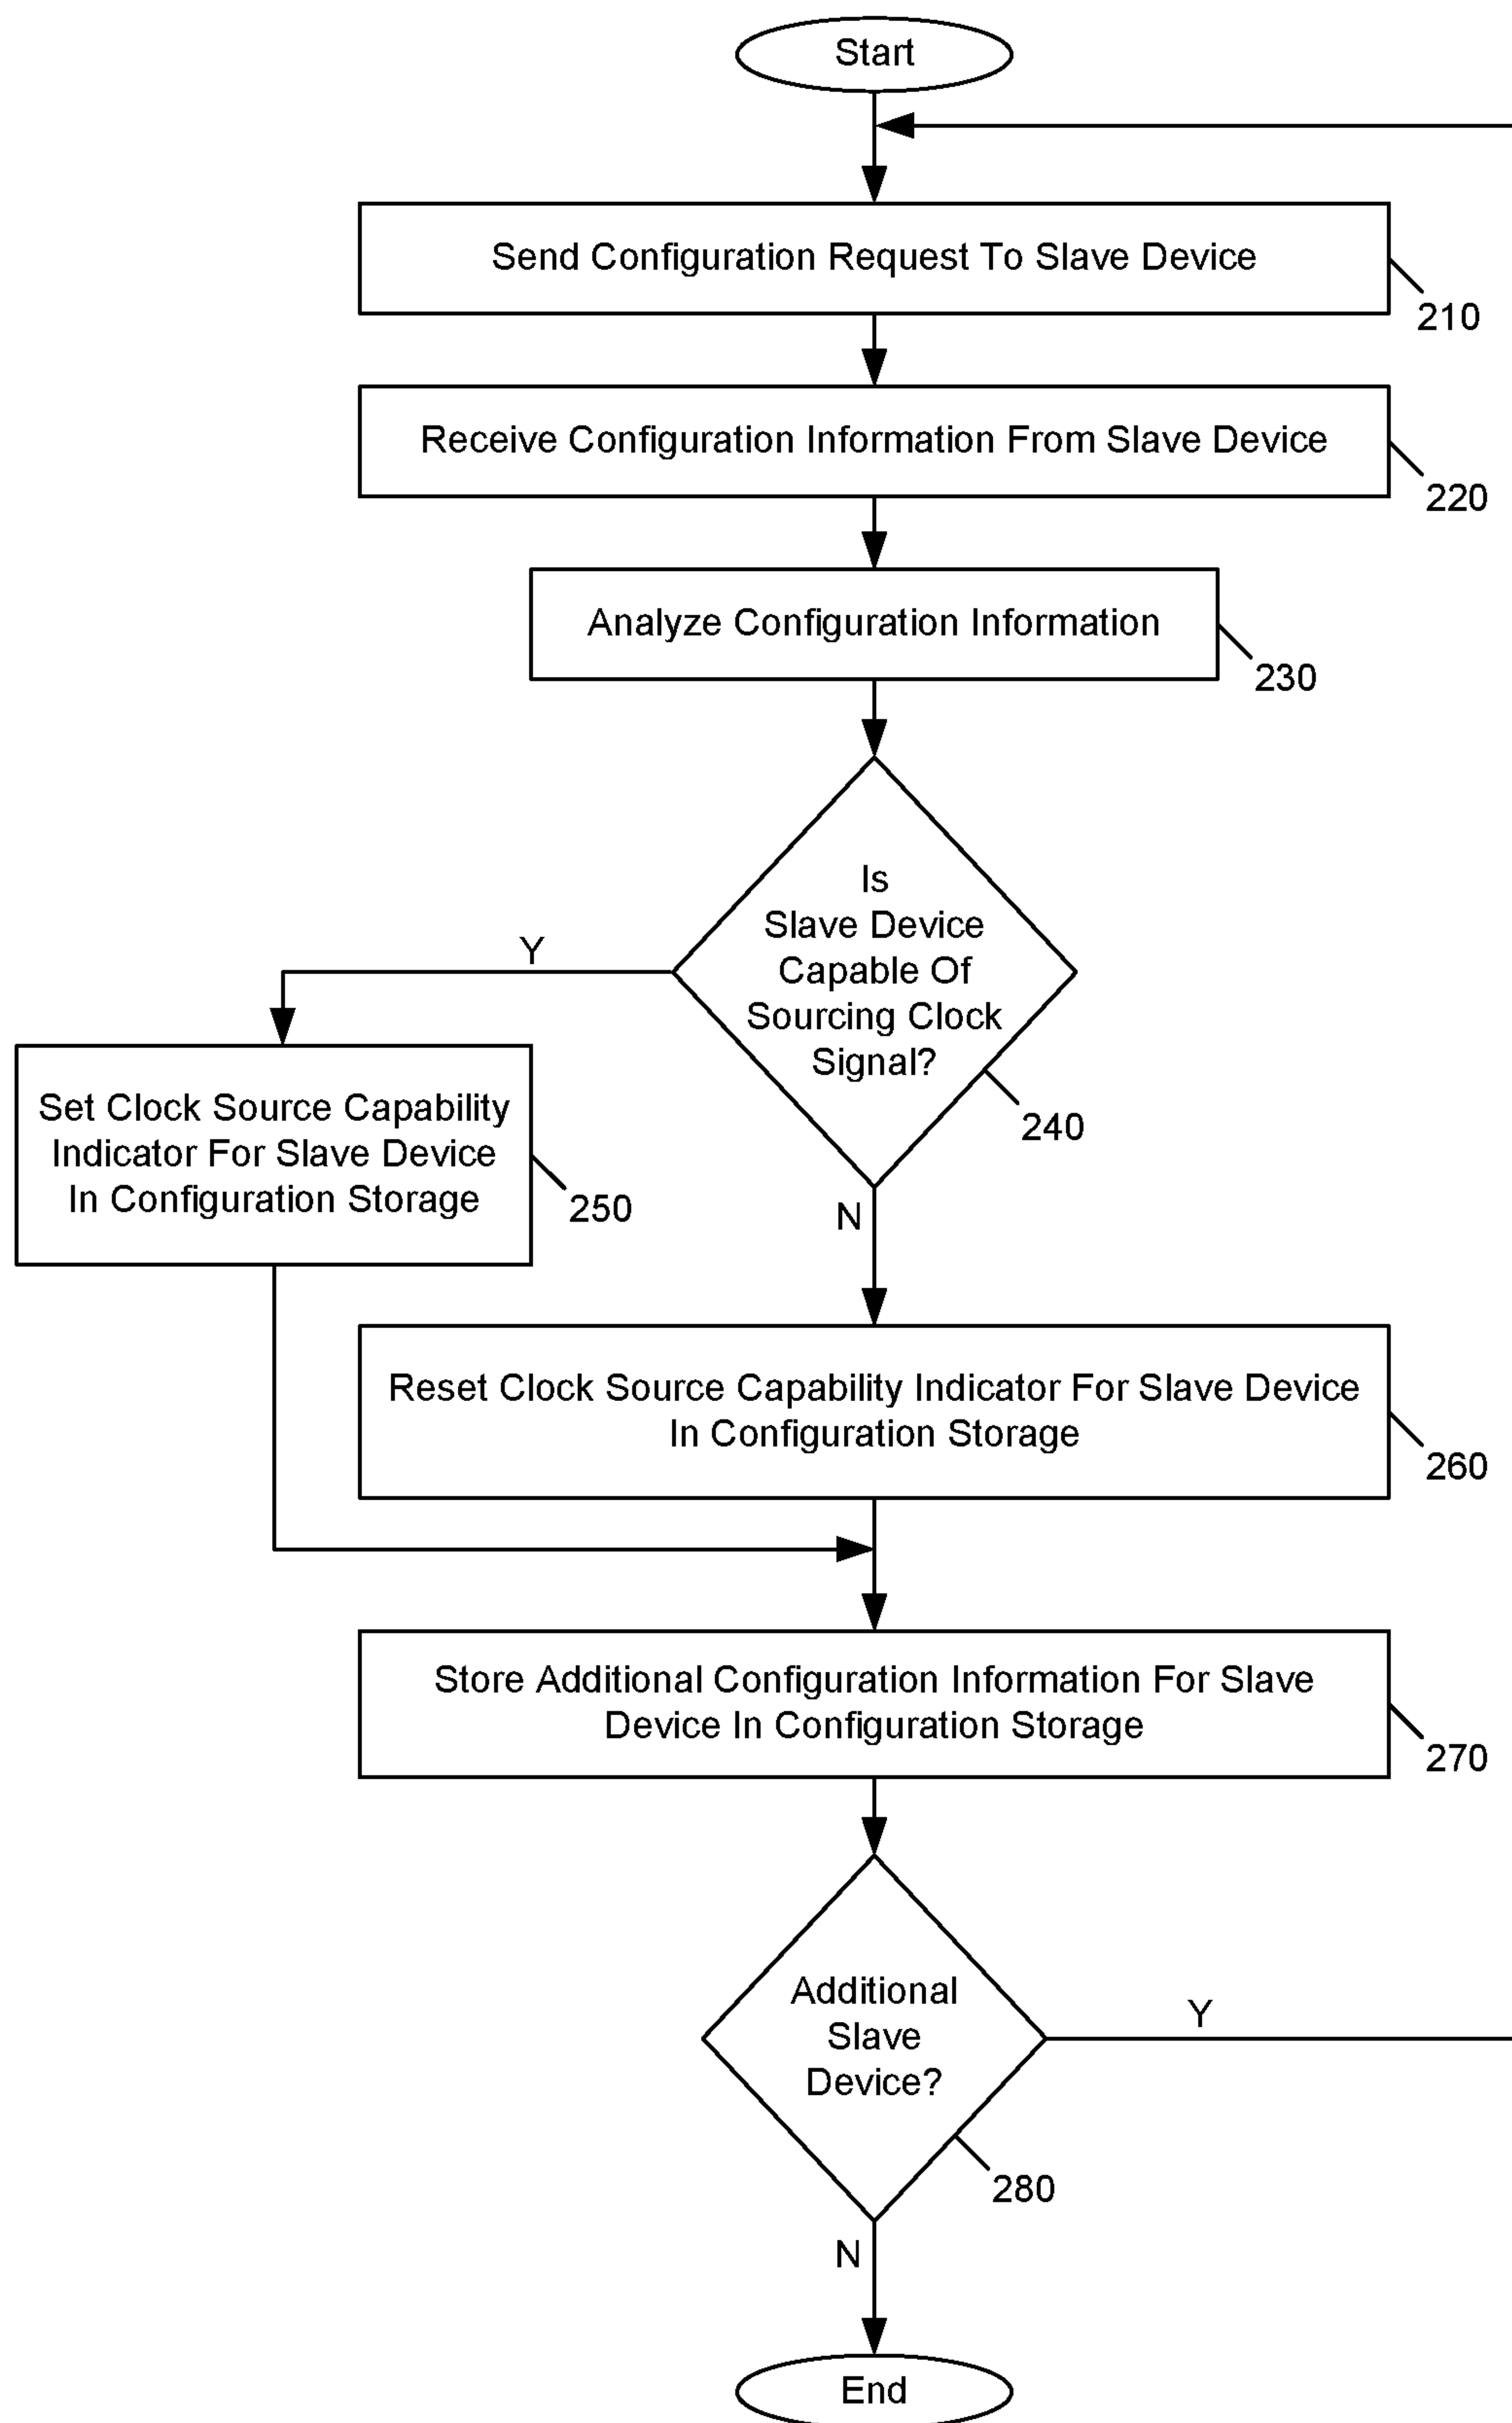 Start
Send Configuration Request To Slave Device
210
Receive Configuration Information From Slave Device
220
Analyze Configuration Information
230
Is
Slave Device
Capable Of
Sourcing Clock
Signal?
240
Y
Set Clock Source Capability
Indicator For Slave Device
In Configuration Storage
250
N
Reset Clock Source Capability Indicator For Slave Device
In Configuration Storage
260
Store Additional Configuration Information For Slave
Device In Configuration Storage
270
Additional
Slave
Device?
Y
280
N
End